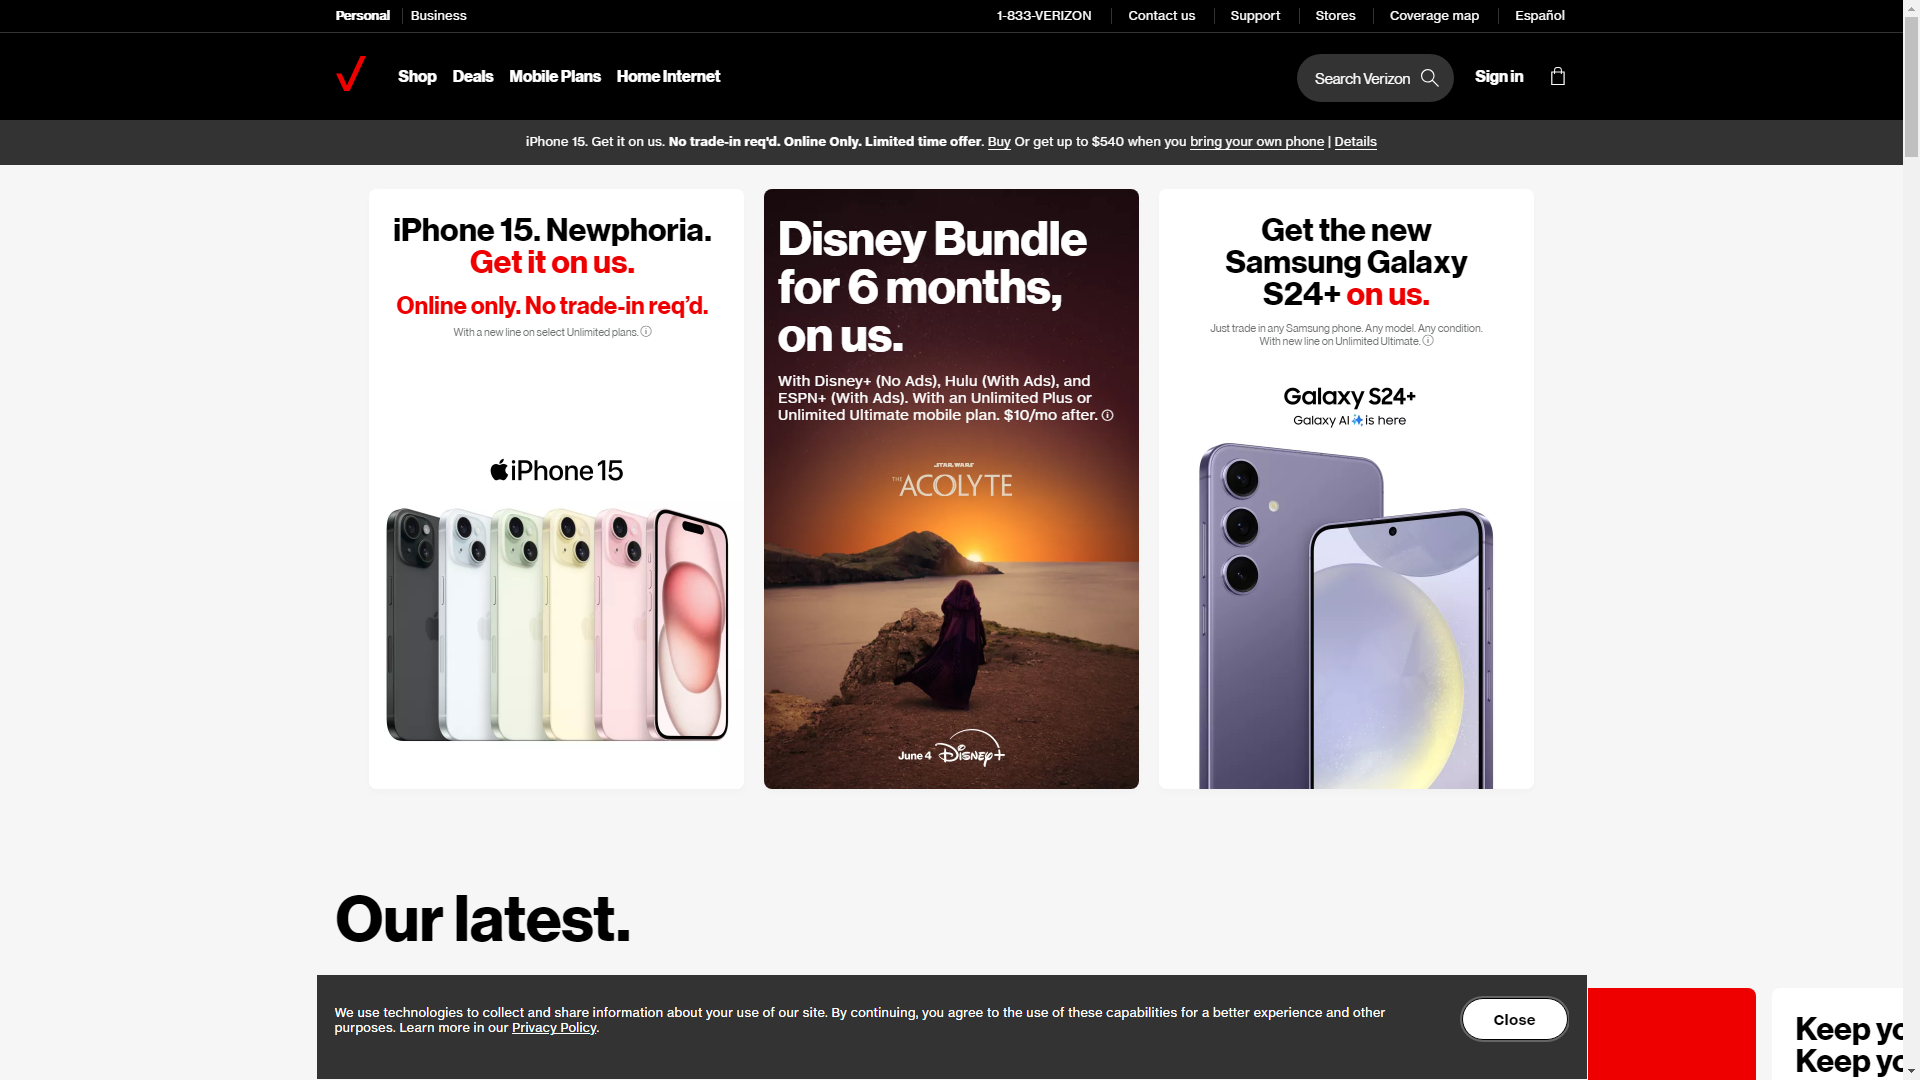 Personal
Business
1-833-VERIZON
Contact us
Support
Stores
Coverage map
Español
Shop
Deals
Mobile Plans
Home Internet
Search Verizon
Sign in
iPhone 15. Get it on us. No trade-in req'd. Online Only. Limited time offer. Buy Or get up to $540 when you bring your own phone | Details
iPhone 15. Newphoria.
Get it on us.
Online only. No trade-in req’d.
With a new line on select Unlimited plans.
iPhone 15
Disney Bundle
for 6 months,
on us.
With Disney+ (No Ads), Hulu (With Ads), and
ESPN+ (With Ads). With an Unlimited Plus or
Unlimited Ultimate mobile plan. $10/mo after.
STAR WARS
THE ACOLYTE
June 4 Disney+
Get the new
Samsung Galaxy
S24+ on us.
Just trade in any Samsung phone. Any model. Any condition.
With new line on Unlimited Ultimate.
Galaxy S24+
Galaxy AI is here
Our latest.
We use technologies to collect and share information about your use of our site. By continuing, you agree to the use of these capabilities for a better experience and other
purposes. Learn more in our Privacy Policy.
Close
Keep yo
Keep yo